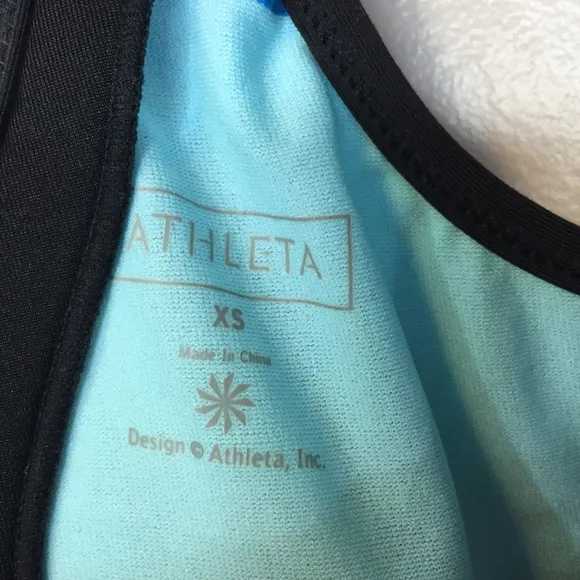 ATHLETA
XS
Made In China
Design © Athleta, Inc.